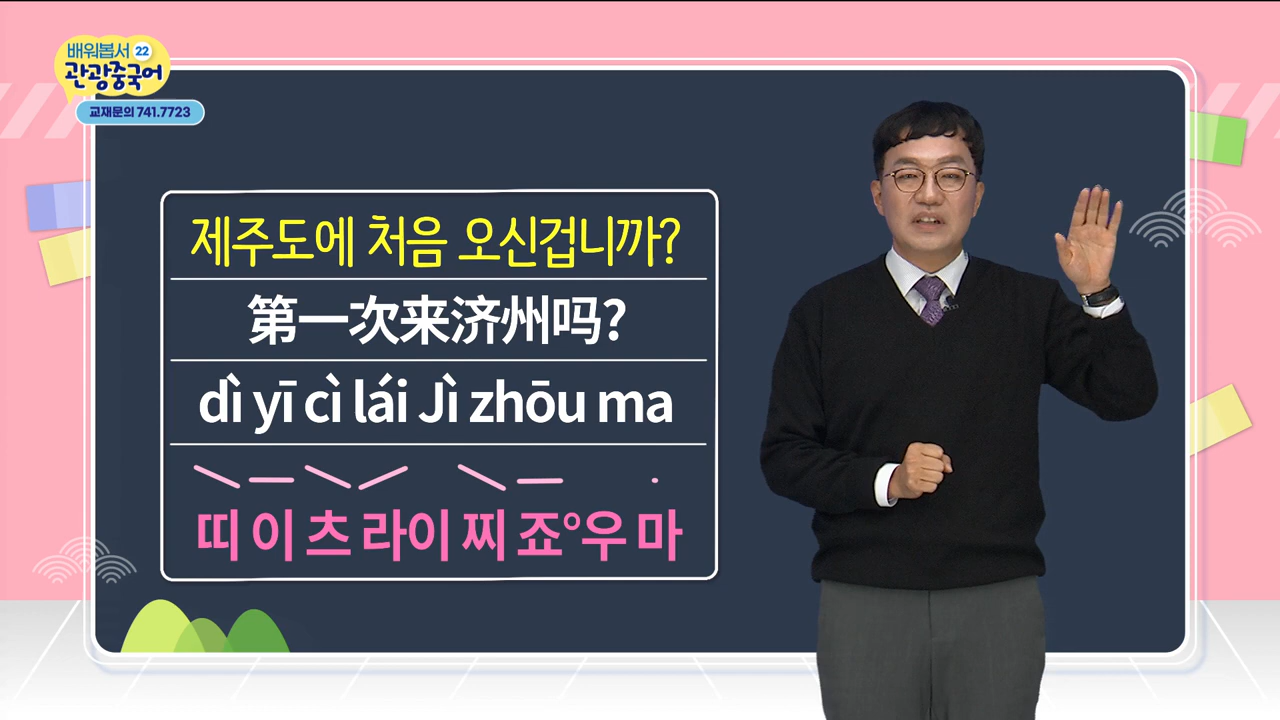 배워봅서 22
관광중국어
교재문의 741.7723
제주도에 처음 오신겁니까?
第一次来济州吗?
dì yī cì lái Jì zhōu ma
띠 이 츠 라이 찌 죠°우 마